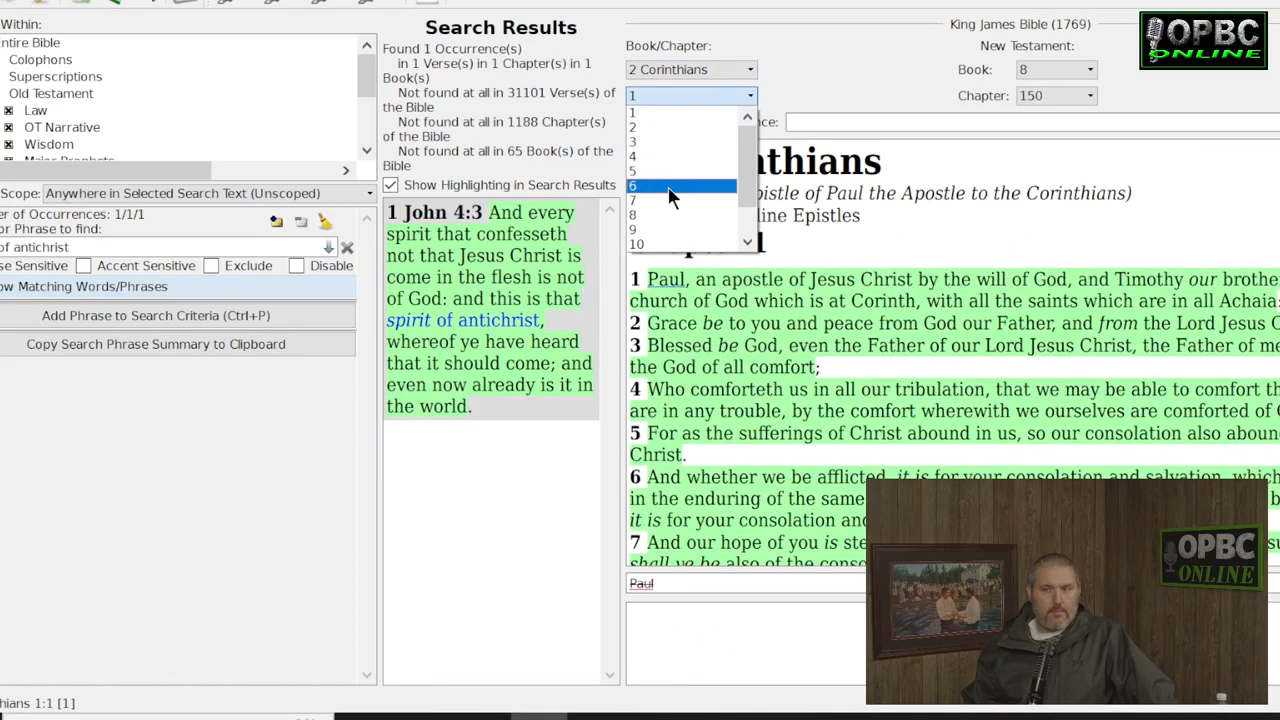 Within:
ntire Bible
Colophons
Superscriptions
Old Testament
Law
OT Narrative
Wisdom
Major Prophets
Scope: Anywhere in Selected Search Text (Unscoped)
er of Occurrences: 1/1/1
or Phrase to find:
of antichrist
se Sensitive Accent Sensitive Exclude Disable
ow Matching Words/Phrases
Add Phrase to Search Criteria (Ctrl+P)
Copy Search Phrase Summary to Clipboard
thians 1:1 [1]
Search Results
Found 1 Occurrence(s)
in 1 Verse(s) in 1 Chapter(s) in 1
Book(s)
Not found at all in 31101 Verse(s) of
the Bible
Not found at all in 1188 Chapter(s)
of the Bible
Not found at all in 65 Book(s) of the
Bible
Show Highlighting in Search Results
1 John 4:3 And every
spirit that confesseth
not that Jesus Christ is
come in the flesh is not
of God: and this is that
spirit of antichrist,
whereof ye have heard
that it should come; and
even now already is it in
the world.
Book/Chapter:
2 Corinthians
1
1
2
3
4
5
6
7
8
9
10
King James Bible (1769)
New Testament:
Book: 8
Chapter: 150
nce:
OPBC
ONLINE
nthians
pistle of Paul the Apostle to the Corinthians)
line Epistles
1
1 Paul, an apostle of Jesus Christ by the will of God, and Timothy our brothe
church of God which is at Corinth, with all the saints which are in all Achaia:
2 Grace be to you and peace from God our Father, and from the Lord Jesus C
3 Blessed be God, even the Father of our Lord Jesus Christ, the Father of me
the God of all comfort;
4 Who comforteth us in all our tribulation, that we may be able to comfort th
are in any trouble, by the comfort wherewith we ourselves are comforted of G
5 For as the sufferings of Christ abound in us, so our consolation also aboun
Christ.
6 And whether we be afflicted, it is for your consolation and salvation, which
in the enduring of the same
it is for your consolation and
7 And our hope of you is ste
shall ye be also of the conso
Paul
OPBC
ONLINE